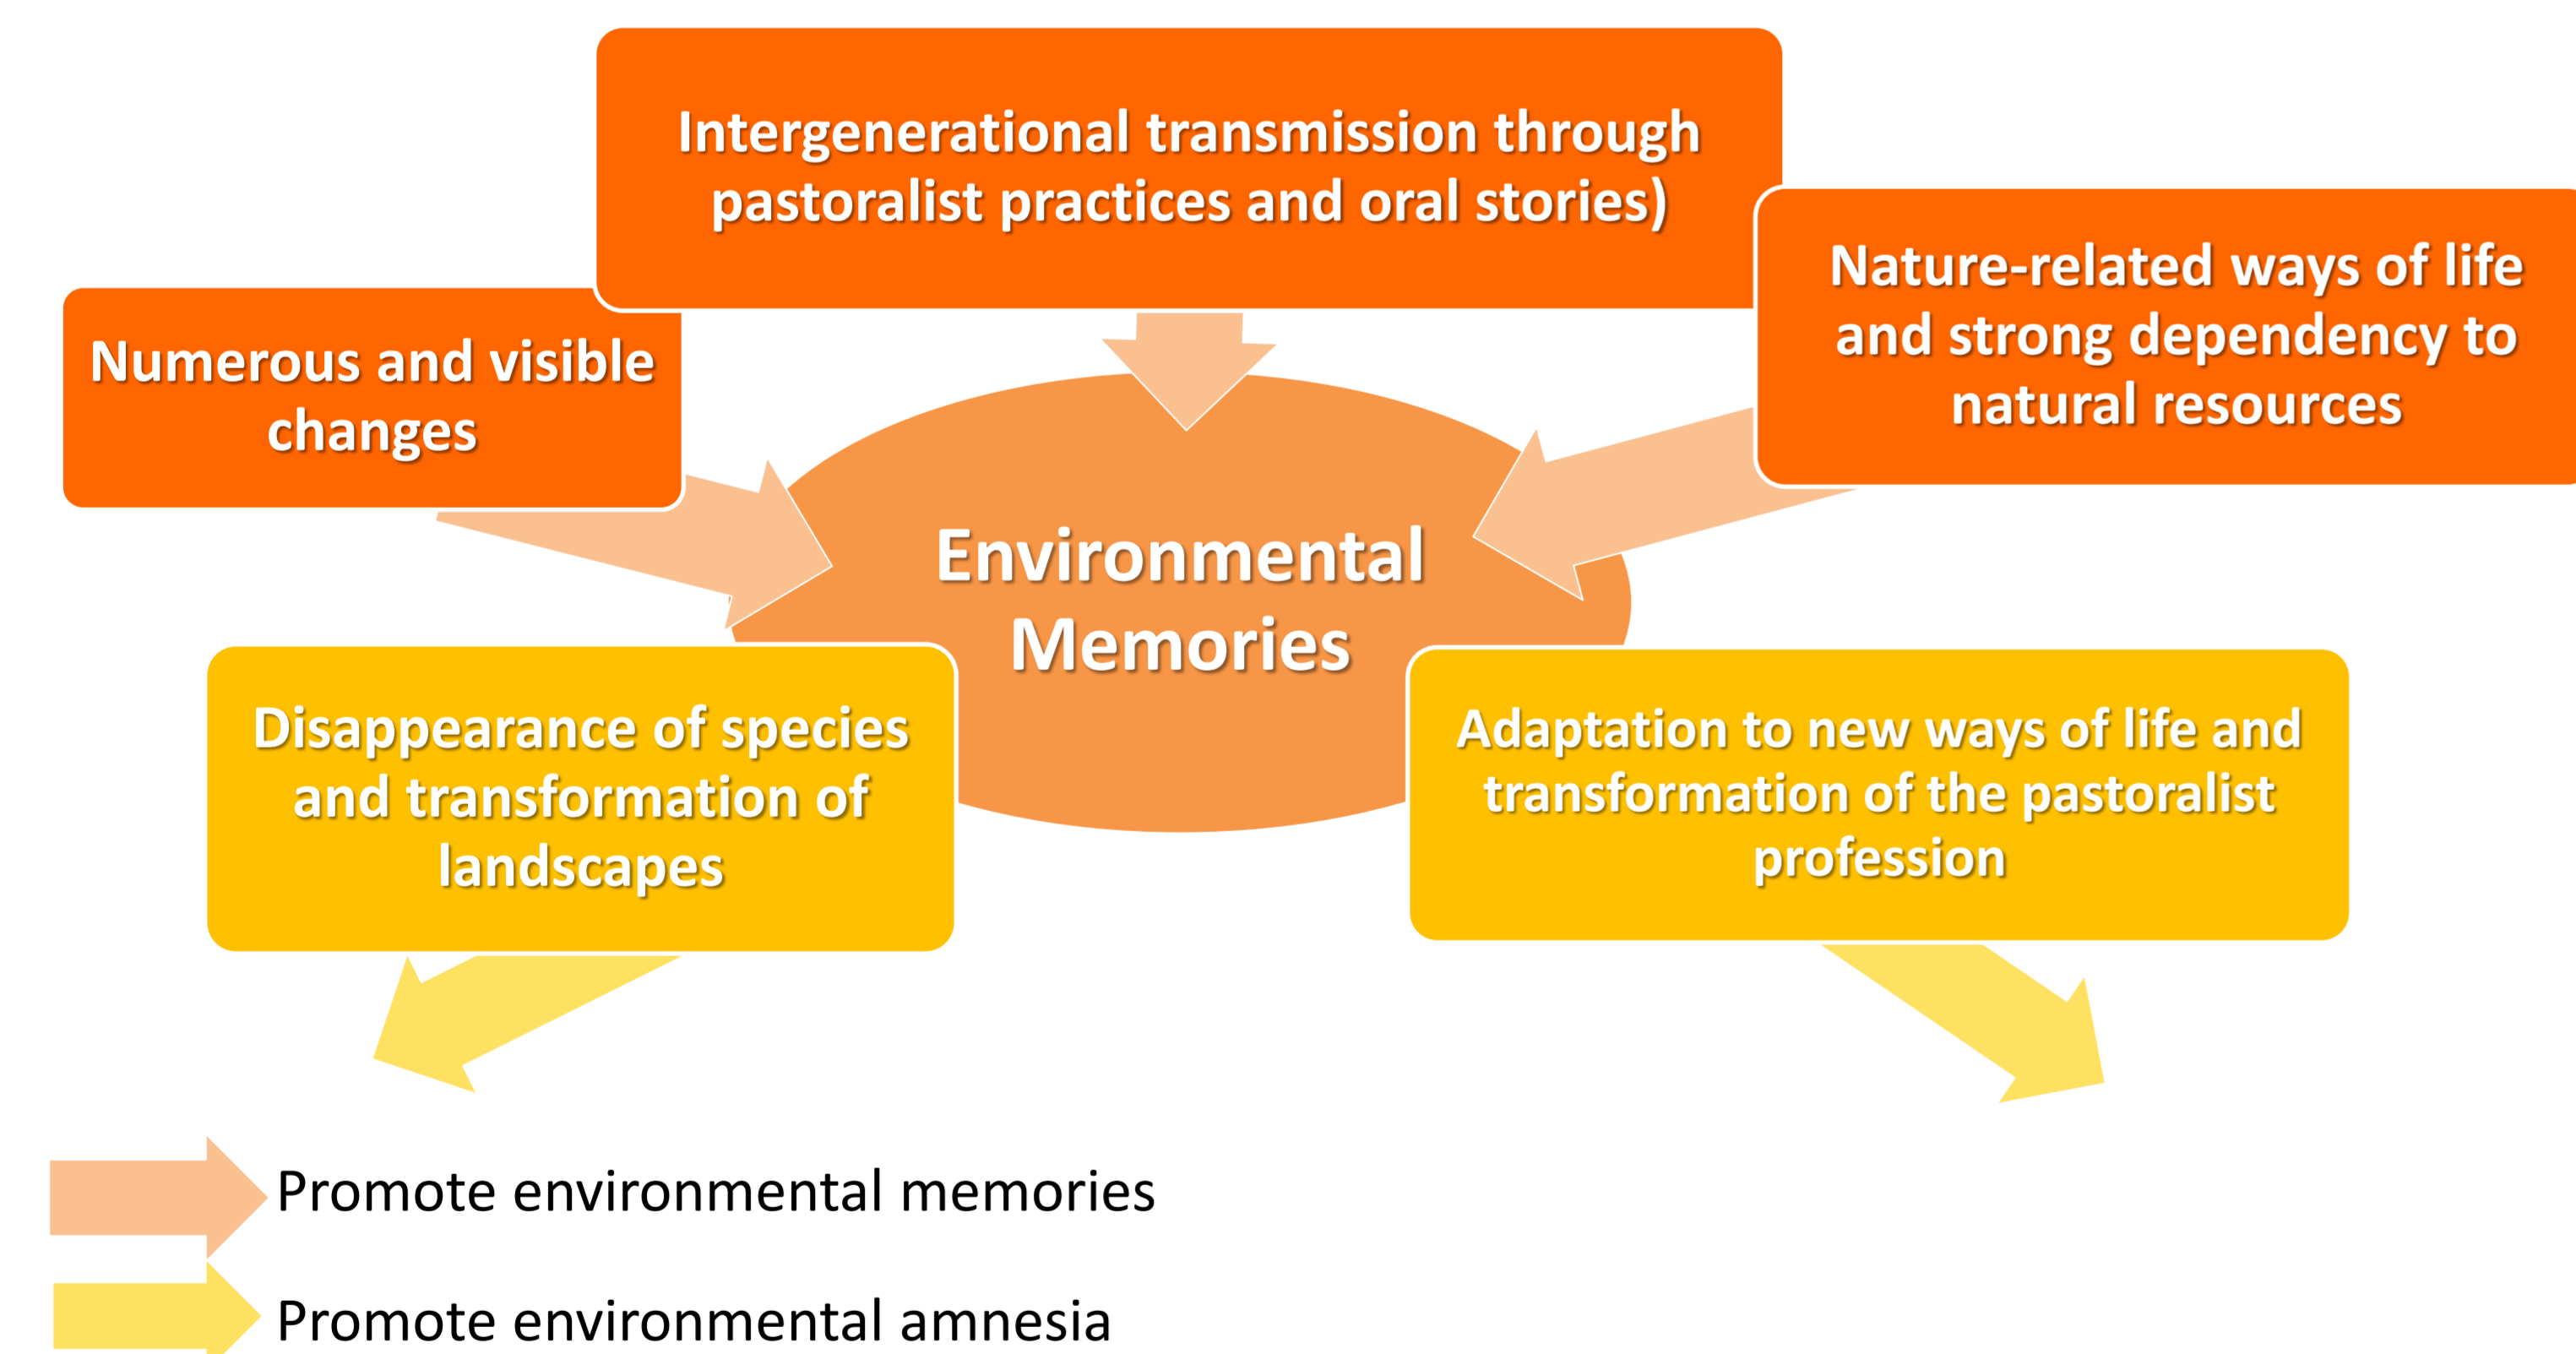 Intergenerational transmission through
pastoralist practices and oral stories)
Nature-related ways of life
and strong dependency to
natural resources
Numerous and visible
changes
Environmental
Memories
Disappearance of species
and transformation of
landscapes
Adaptation to new ways of life and
transformation of the pastoralist
profession
Promote environmental memories
Promote environmental amnesia